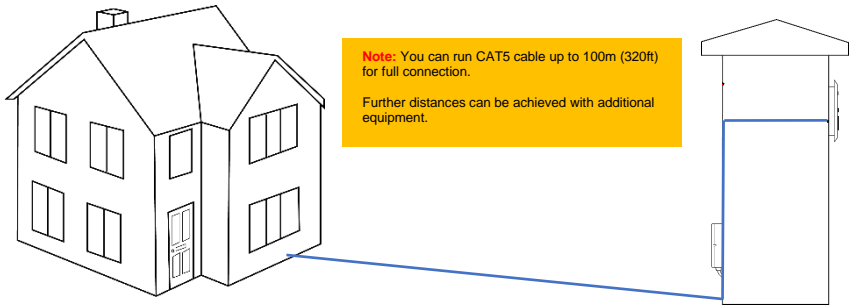 Note: You can run CAT5 cable up to 100m (320ft)
for full connection.
Further distances can be achieved with additional
equipment.